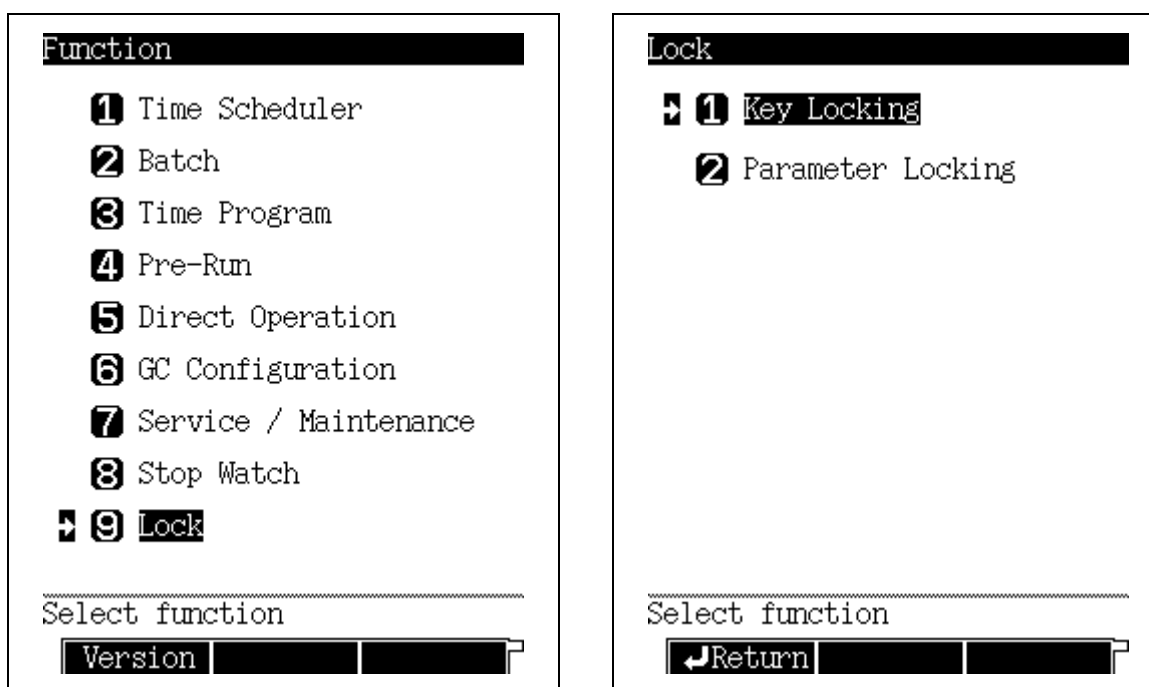 Function
1 Time Scheduler
2 Batch
3 Time Program
4 Pre-Run
5 Direct Operation
6 GC Configuration
7 Service / Maintenance
8 Stop Watch
9 Lock
Select function
Version
Lock
1 Key Locking
2 Parameter Locking
Select function
Return